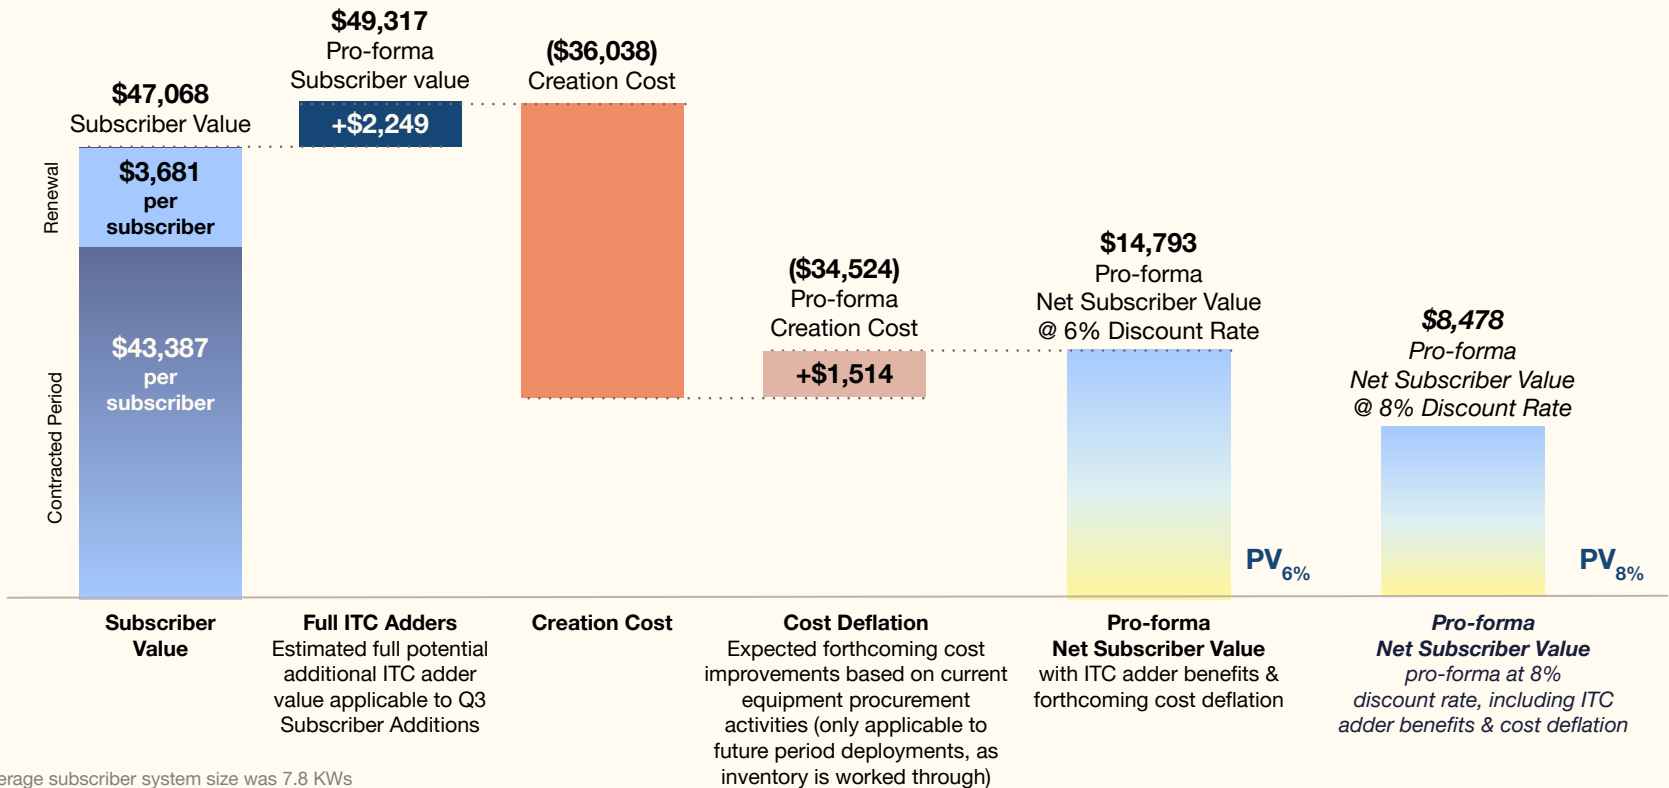 $47,068
Subscriber Value
Renewal
$3,681
per
subscriber
Contracted Period
$43,387
per
subscriber
$49,317
Pro-forma
Subscriber value
+$2,249
($36,038)
Creation Cost
($34,524)
Pro-forma
Creation Cost
+$1,514
$14,793
Pro-forma
Net Subscriber Value
@ 6% Discount Rate
PV6%
$8,478
Pro-forma
Net Subscriber Value
@ 8% Discount Rate
PV8%
Subscriber
Value
Full ITC Adders
Estimated full potential
additional ITC adder
value applicable to Q3
Subscriber Additions
Creation Cost
Cost Deflation
Expected forthcoming cost
improvements based on current
equipment procurement
activities (only applicable to
future period deployments, as
inventory is worked through)
Pro-forma
Net Subscriber Value
with ITC adder benefits &
forthcoming cost deflation
Pro-forma
Net Subscriber Value
pro-forma at 8%
discount rate, including ITC
adder benefits & cost deflation
subscriber system size was 7.8 KWs